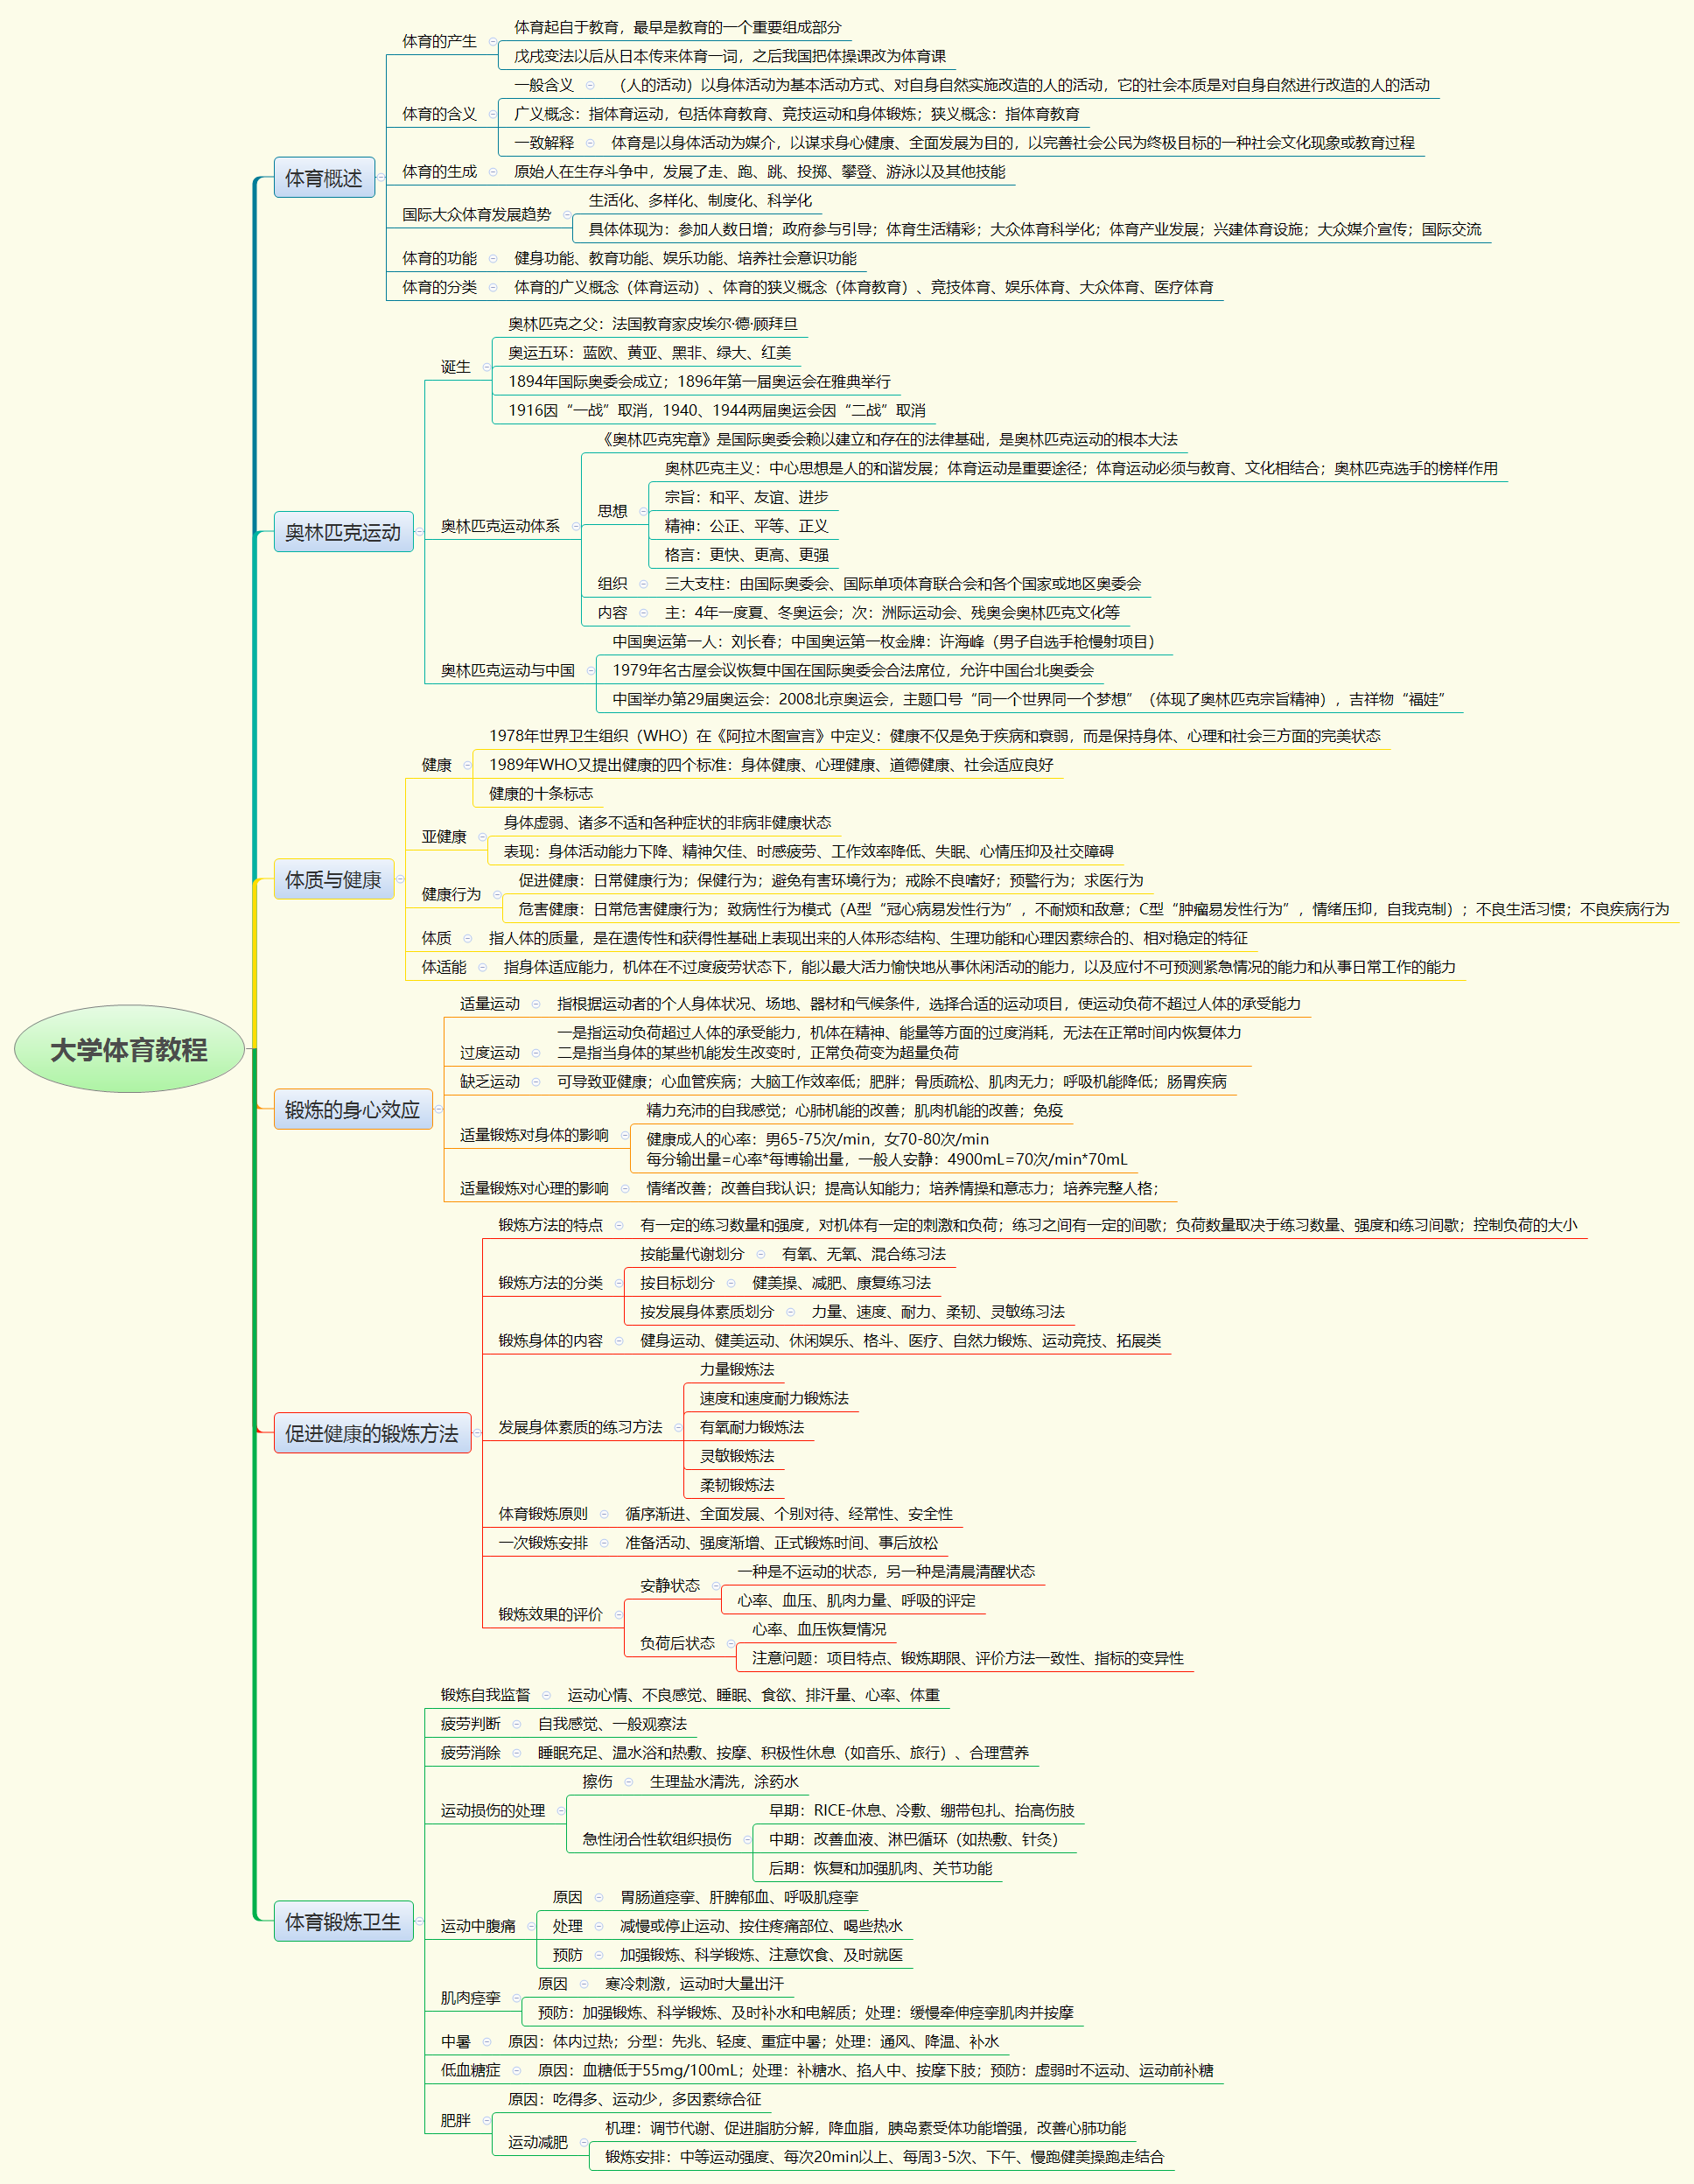 大学体育教程
体育概述
体育的产生
体育起自于教育，最早是教育的一个重要组成部分
戊戌变法以后从日本传来体育一词，之后我国把体操课改为体育课
体育的含义
一般含义
（人的活动）以身体活动为基本活动方式、对自身自然实施改造的人的活动，它的社会本质是对自身自然进行改造的人的活动
广义概念：指体育运动，包括体育教育、竞技运动和身体锻炼；狭义概念：指体育教育
一致解释
体育是以身体活动为媒介，以谋求身心健康、全面发展为目的，以完善社会公民为终极目标的一种社会文化现象或教育过程
体育的生成
原始人在生存斗争中，发展了走、跑、跳、投掷、攀登、游泳以及其他技能
国际大众体育发展趋势
生活化、多样化、制度化、科学化
具体体现为：参加人数日增；政府参与引导；体育生活精彩；大众体育科学化；体育产业发展；兴建体育设施；大众媒介宣传；国际交流
体育的功能
健身功能、教育功能、娱乐功能、培养社会意识功能
体育的分类
体育的广义概念（体育运动）、体育的狭义概念（体育教育）、竞技体育、娱乐体育、大众体育、医疗体育
奥林匹克运动
诞生
奥林匹克之父：法国教育家皮埃尔·德·顾拜旦
奥运五环：蓝欧、黄亚、黑非、绿大、红美
1894年国际奥委会成立；1896年第一届奥运会在雅典举行
1916因“一战”取消，1940、1944两届奥运会因“二战”取消
奥林匹克运动体系
《奥林匹克宪章》是国际奥委会赖以建立和存在的法律基础，是奥林匹克运动的根本大法
思想
奥林匹克主义：中心思想是人的和谐发展；体育运动是重要途径；体育运动必须与教育、文化相结合；奥林匹克选手的榜样作用
宗旨：和平、友谊、进步
精神：公正、平等、正义
格言：更快、更高、更强
组织
三大支柱：由国际奥委会、国际单项体育联合会和各个国家或地区奥委会
内容
主：4年一度夏、冬奥运会；次：洲际运动会、残奥会奥林匹克文化等
奥林匹克运动与中国
中国奥运第一人：刘长春；中国奥运第一枚金牌：许海峰（男子自选手枪慢射项目）
1979年名古屋会议恢复中国在国际奥委会合法席位，允许中国台北奥委会
中国举办第29届奥运会：2008北京奥运会，主题口号“同一个世界同一个梦想”（体现了奥林匹克宗旨精神），吉祥物“福娃”
体质与健康
健康
1978年世界卫生组织（WHO）在《阿拉木图宣言》中定义：健康不仅是免于疾病和衰弱，而是保持身体、心理和社会三方面的完美状态
1989年WHO又提出健康的四个标准：身体健康、心理健康、道德健康、社会适应良好
健康的十条标志
亚健康
身体虚弱、诸多不适和各种症状的非病非健康状态
表现：身体活动能力下降、精神欠佳、时感疲劳、工作效率降低、失眠、心情压抑及社交障碍
健康行为
促进健康：日常健康行为；保健行为；避免有害环境行为；戒除不良嗜好；预警行为；求医行为
危害健康：日常危害健康行为；致病性行为模式（A型“冠心病易发性行为”，不耐烦和敌意；C型“肿瘤易发性行为”，情绪压抑，自我克制）；不良生活习惯；不良疾病行为
体质
指人体的质量，是在遗传性和获得性基础上表现出来的人体形态结构、生理功能和心理因素综合的、相对稳定的特征
体适能
指身体适应能力，机体在不过度疲劳状态下，能以最大活力愉快地从事休闲活动的能力，以及应付不可预测紧急情况的能力和从事日常工作的能力
锻炼的身心效应
适量运动
指根据运动者的个人身体状况、场地、器材和气候条件，选择合适的运动项目，使运动负荷不超过人体的承受能力
过度运动
一是指运动负荷超过人体的承受能力，机体在精神、能量等方面的过度消耗，无法在正常时间内恢复体力
二是指当身体的某些机能发生改变时，正常负荷变为超量负荷
缺乏运动
可导致亚健康；心血管疾病；大脑工作效率低；肥胖；骨质疏松、肌肉无力；呼吸机能降低；肠胃疾病
适量锻炼对身体的影响
精力充沛的自我感觉；心肺机能的改善；肌肉机能的改善；免疫
健康成人的心率：男65-75次/min，女70-80次/min
每分输出量=心率*每博输出量，一般人安静：4900mL=70次/min*70mL
适量锻炼对心理的影响
情绪改善；改善自我认识；提高认知能力；培养情操和意志力；培养完整人格；
促进健康的锻炼方法
锻炼方法的特点
有一定的练习数量和强度，对机体有一定的刺激和负荷；练习之间有一定的间歇；负荷数量取决于练习数量、强度和练习间歇；控制负荷的大小
锻炼方法的分类
按能量代谢划分
有氧、无氧、混合练习法
按目标划分
健美操、减肥、康复练习法
按发展身体素质划分
力量、速度、耐力、柔韧、灵敏练习法
锻炼身体的内容
健身运动、健美运动、休闲娱乐、格斗、医疗、自然力锻炼、运动竞技、拓展类
发展身体素质的练习方法
力量锻炼法
速度和速度耐力锻炼法
有氧耐力锻炼法
灵敏锻炼法
柔韧锻炼法
体育锻炼原则
循序渐进、全面发展、个别对待、经常性、安全性
一次锻炼安排
准备活动、强度渐增、正式锻炼时间、事后放松
锻炼效果的评价
安静状态
一种是不运动的状态，另一种是清晨清醒状态
心率、血压、肌肉力量、呼吸的评定
负荷后状态
心率、血压恢复情况
注意问题：项目特点、锻炼期限、评价方法一致性、指标的变异性
体育锻炼卫生
锻炼自我监督
运动心情、不良感觉、睡眠、食欲、排汗量、心率、体重
疲劳判断
自我感觉、一般观察法
疲劳消除
睡眠充足、温水浴和热敷、按摩、积极性休息（如音乐、旅行）、合理营养
运动损伤的处理
擦伤
生理盐水清洗，涂药水
急性闭合性软组织损伤
早期：RICE-休息、冷敷、绷带包扎、抬高伤肢
中期：改善血液、淋巴循环（如热敷、针灸）
后期：恢复和加强肌肉、关节功能
运动中腹痛
原因
胃肠道痉挛、肝脾郁血、呼吸肌痉挛
处理
减慢或停止运动、按住疼痛部位、喝些热水
预防
加强锻炼、科学锻炼、注意饮食、及时就医
肌肉痉挛
原因
寒冷刺激，运动时大量出汗
预防：加强锻炼、科学锻炼、及时补水和电解质；处理：缓慢牵伸痉挛肌肉并按摩
中暑
原因：体内过热；分型：先兆、轻度、重症中暑；处理：通风、降温、补水
低血糖症
原因：血糖低于55mg/100mL；处理：补糖水、掐人中、按摩下肢；预防：虚弱时不运动、运动前补糖
肥胖
原因：吃得多、运动少，多因素综合征
运动减肥
机理：调节代谢、促进脂肪分解，降血脂，胰岛素受体功能增强，改善心肺功能
锻炼安排：中等运动强度、每次20min以上、每周3-5次、下午、慢跑健美操跑走结合